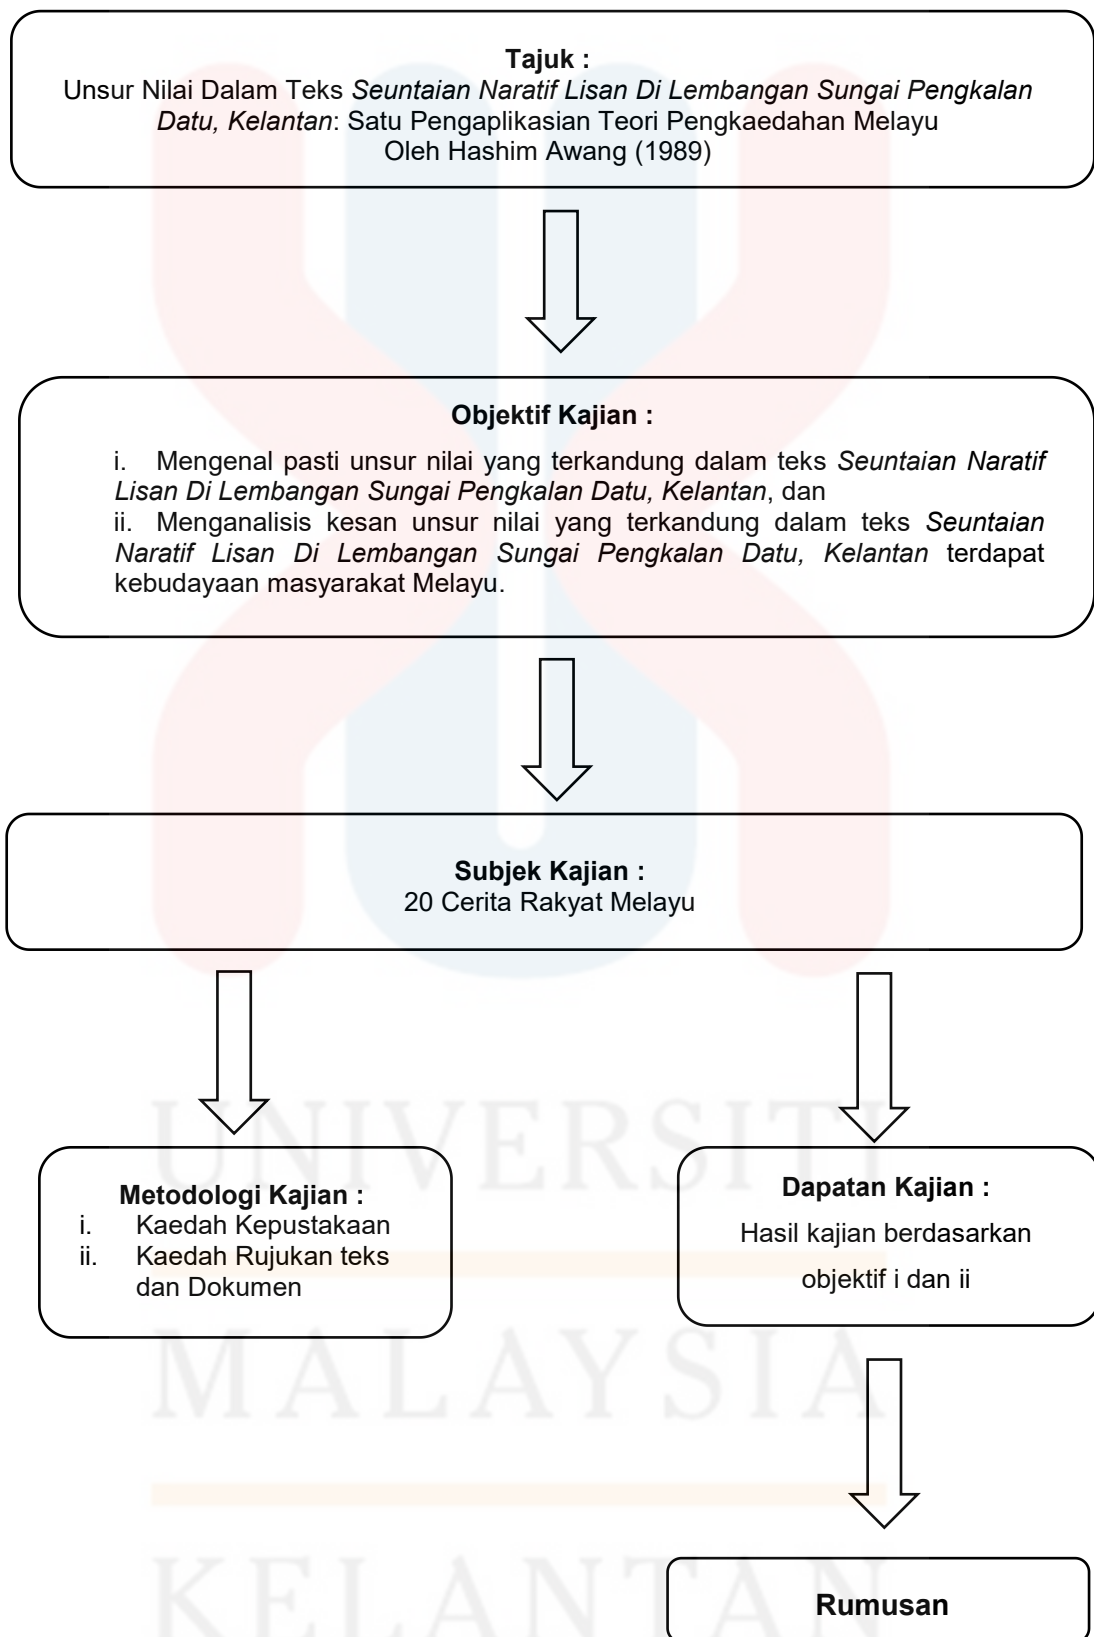 Tajuk :
Unsur Nilai Dalam Teks Seuntaian Naratif Lisan Di Lembangan Sungai Pengkalan
Datu, Kelantan: Satu Pengaplikasian Teori Pengkaedahan Melayu
Oleh Hashim Awang (1989)
Objektif Kajian :
i. Mengenal pasti unsur nilai yang terkandung dalam teks Seuntaian Naratif
Lisan Di Lembangan Sungai Pengkalan Datu, Kelantan, dan
ii. Menganalisis kesan unsur nilai yang terkandung dalam teks Seuntaian
Naratif Lisan Di Lembangan Sungai Pengkalan Datu, Kelantan terdapat
kebudayaan masyarakat Melayu.
Subjek Kajian :
20 Cerita Rakyat Melayu
Metodologi Kajian :
i. Kaedah Kepustakaan
ii. Kaedah Rujukan teks
dan Dokumen
Dapatan Kajian :
Hasil kajian berdasarkan
objektif i dan ii
Rumusan
UNIVERSITI
MALAYSIA
KELANTAN